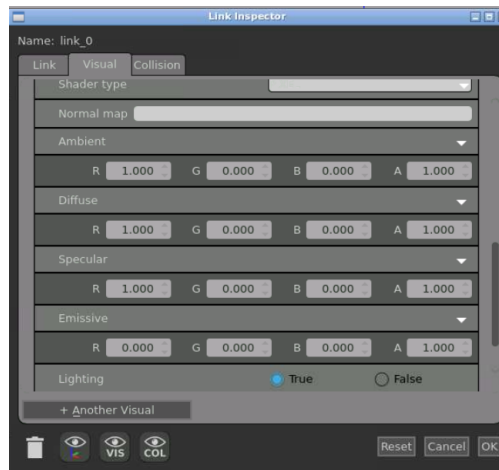 Link Inspector
Name: link_0
Link Visual Collision
Shader type
Normal map
Ambient
R 1.000 G 0.000 B 0.000 A 1.000
Diffuse
R 1.000 G 0.000 B 0.000 A 1.000
Specular
R 1.000 G 0.000 B 0.000 A 1.000
Emissive
R 0.000 G 0.000 B 0.000 A 1.000
Lighting True False
+ Another Visual
VIS COL Reset Cancel OK